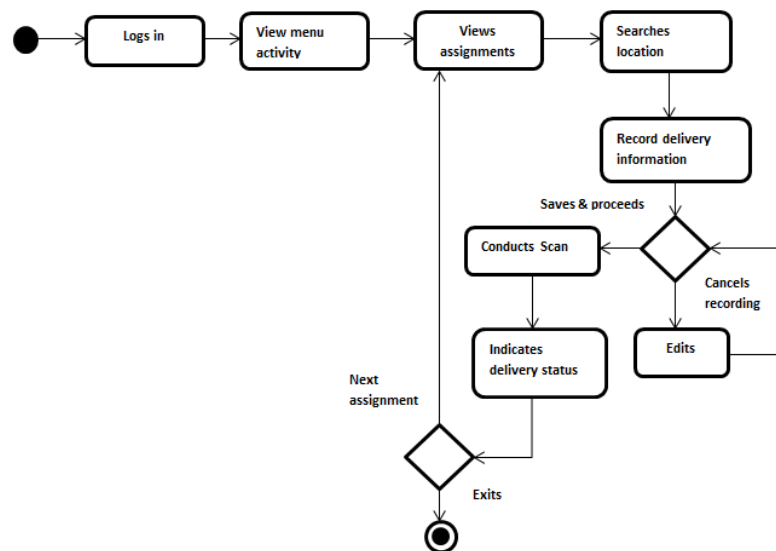 Logs in
View menu
activity
Views
assignments
Searches
location
Record delivery
information
Saves & proceeds
Conducts Scan
Cancels
recording
Edits
Indicates
delivery status
Next
assignment
Exits